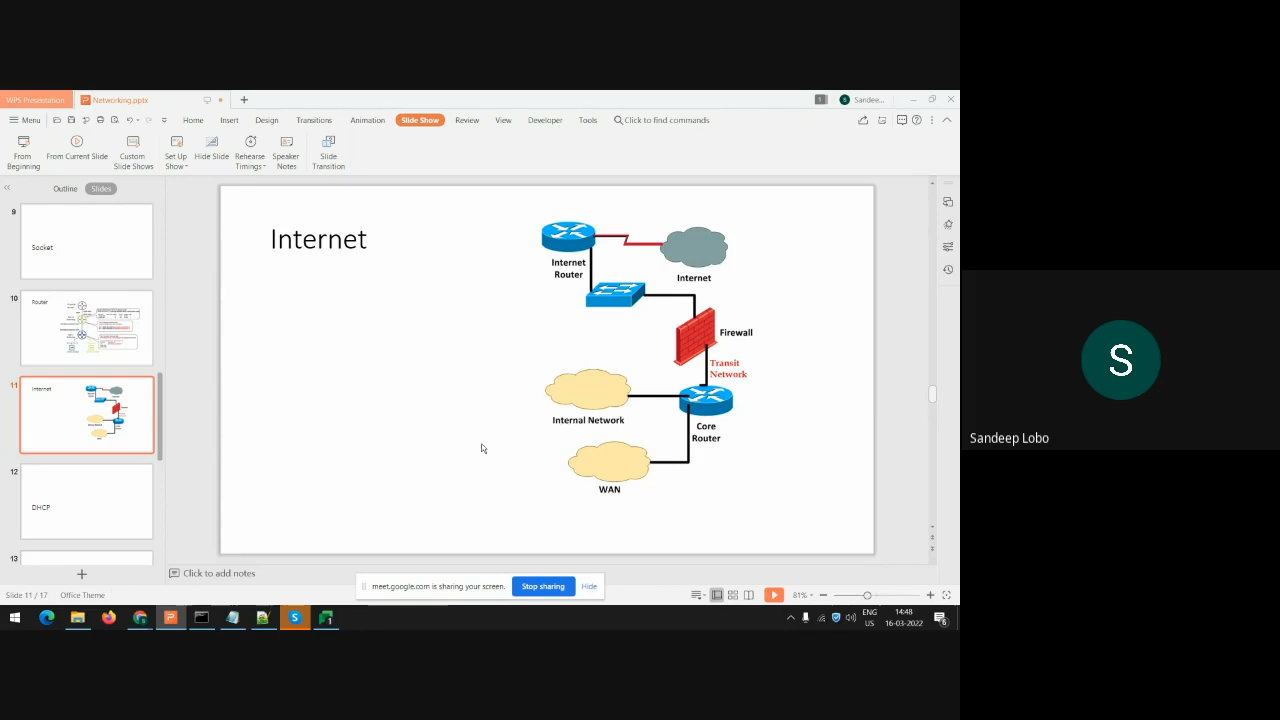 WPS Presentation
Networking.pptx
1
S
Sandee...
Menu
Home
Insert
Design
Transitions
Animation
Slide Show
Review
View
Developer
Tools
Click to find commands
From
Beginning
From Current Slide
Custom
Slide Shows
Set Up
Show
Hide Slide
Rehearse
Timings
Speaker
Notes
Slide
Transition
Outline
Slides
9
Socket
10
Router
11
Internet
12
DHCP
13
Internet
Internet
Router
Internet
Firewall
Transit
Network
Internal Network
Core
Router
WAN
Click to add notes
meet.google.com is sharing your screen.
Stop sharing
Hide
Slide 11 / 17
Office Theme
81%
ENG
US
14:48
16-03-2022
6
S
Sandeep Lobo